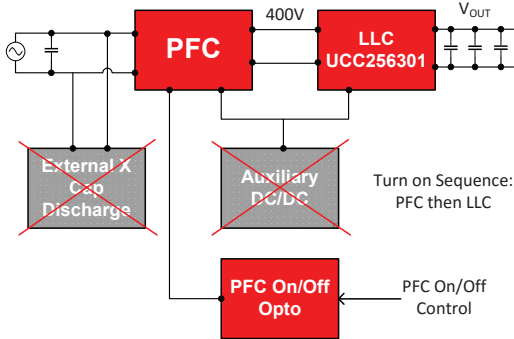 400V
V_OUT
PFC
LLC
UCC256301
External X
Cap
Discharge
Auxiliary
DC/DC
Turn on Sequence:
PFC then LLC
PFC On/Off
Opto
PFC On/Off
Control